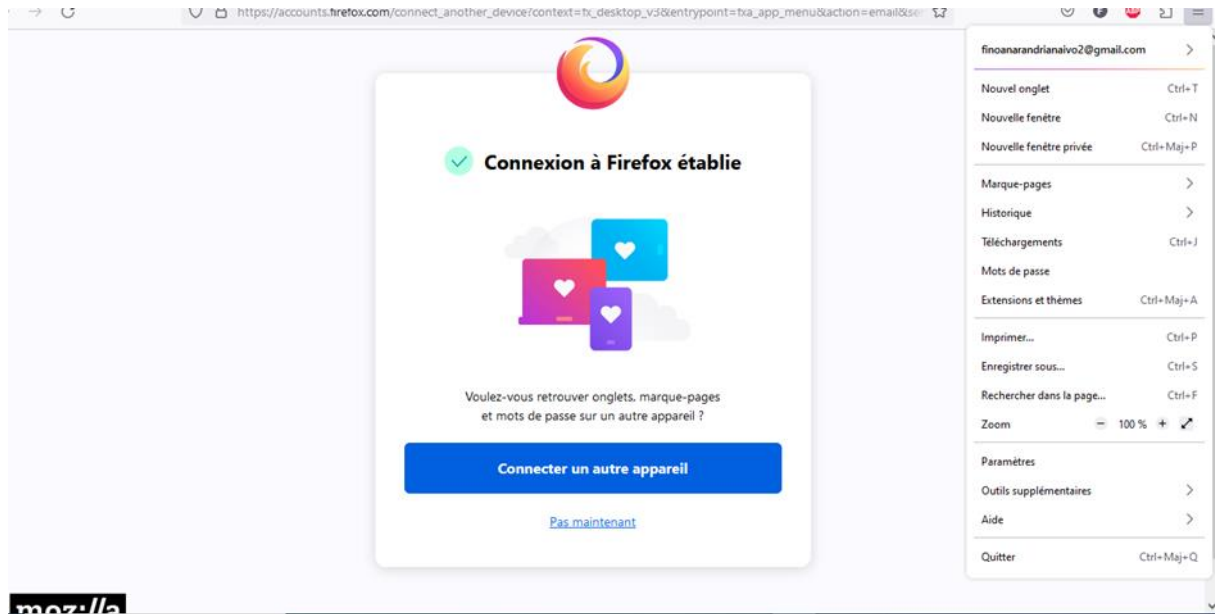 https://accounts.firefox.com/connect_another_device?context=fx_desktop_v3&entrypoint=fxa_app_menu&action=email&ser
Connexion à Firefox établie
Voulez-vous retrouver onglets, marque-pages
et mots de passe sur un autre appareil ?
Connecter un autre appareil
Pas maintenant
moz://a
finoanarandrianaivo2@gmail.com
Nouvel onglet Ctrl+T
Nouvelle fenêtre Ctrl+N
Nouvelle fenêtre privée Ctrl+Maj+P
Marque-pages
Historique
Téléchargements Ctrl+J
Mots de passe
Extensions et thèmes Ctrl+Maj+A
Imprimer... Ctrl+P
Enregistrer sous... Ctrl+S
Rechercher dans la page... Ctrl+F
Zoom − 100 % +
Paramètres
Outils supplémentaires
Aide
Quitter Ctrl+Maj+Q